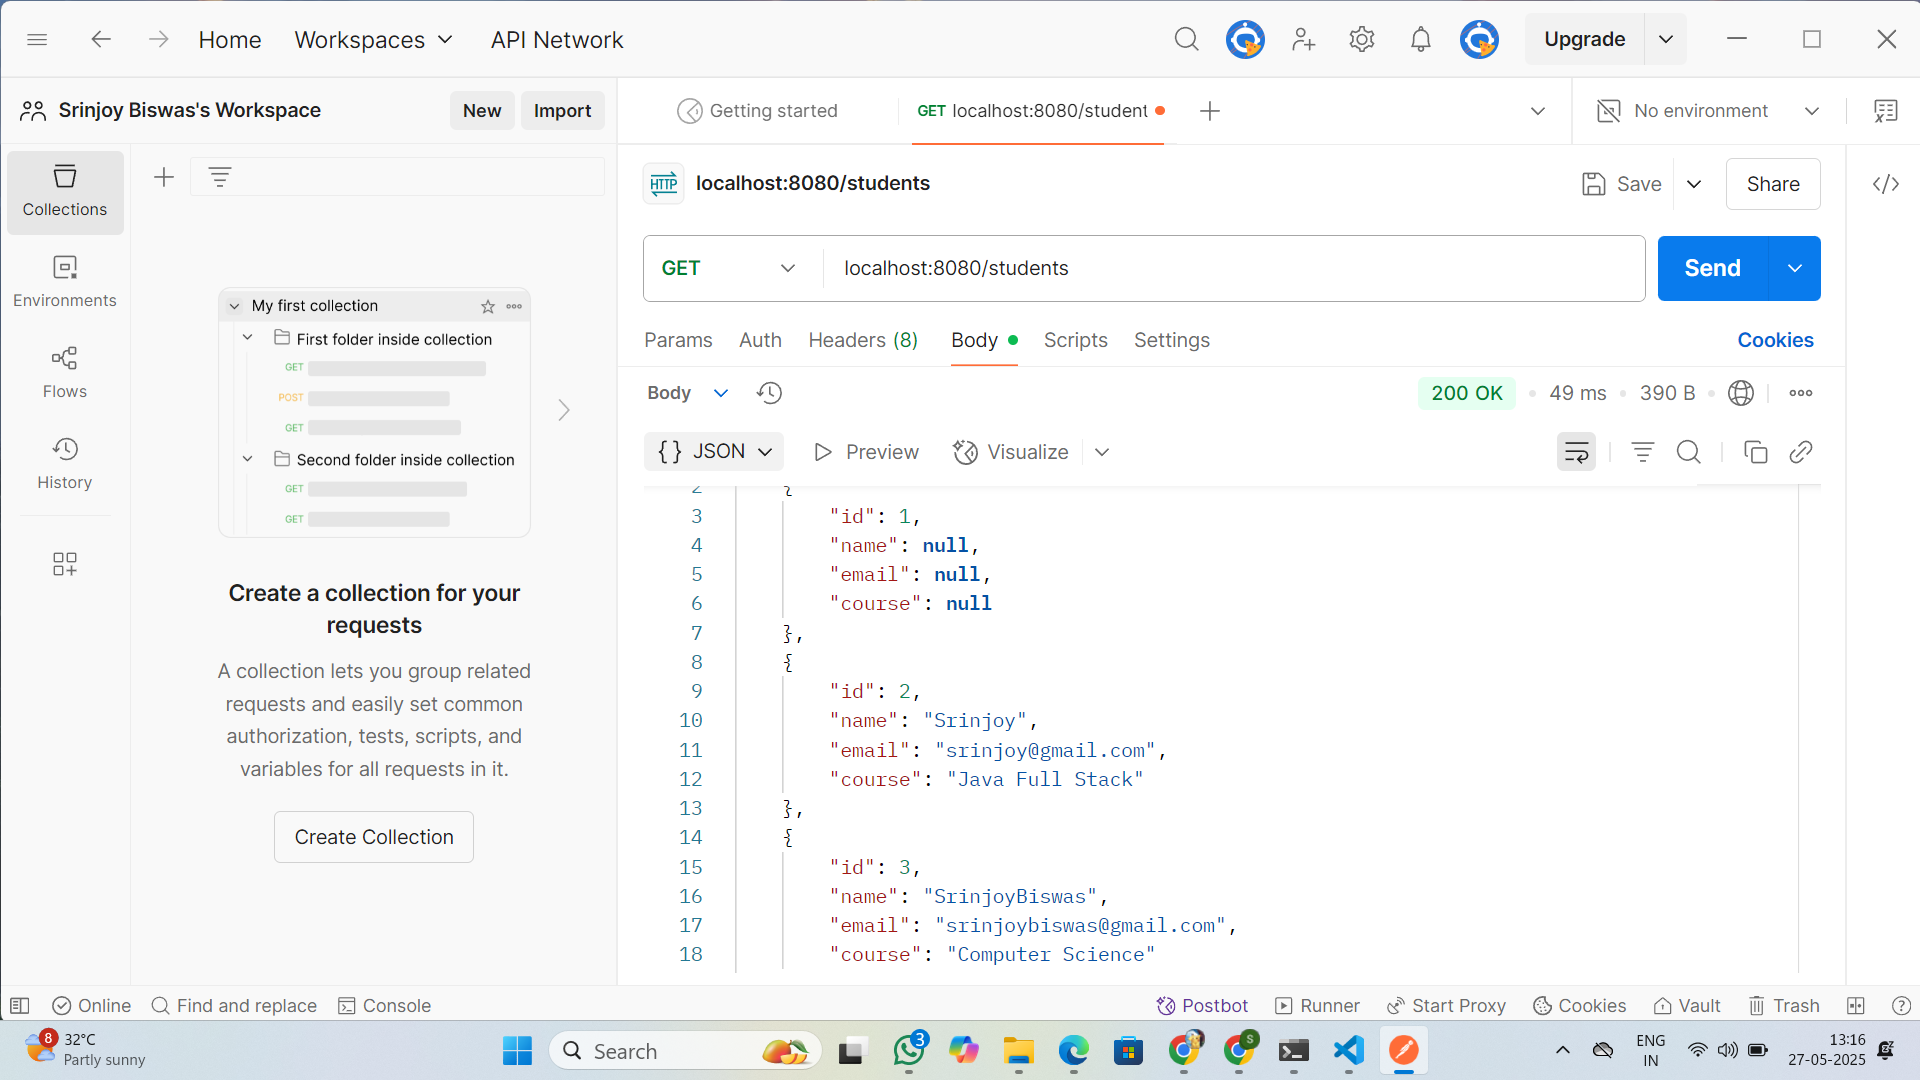 Home
Workspaces
API Network
Upgrade
Srinjoy Biswas's Workspace
New
Import
Getting started
GET localhost:8080/student
No environment
Collections
Environments
Flows
History
My first collection
First folder inside collection
GET
POST
GET
Second folder inside collection
GET
GET
Create a collection for your
requests
A collection lets you group related
requests and easily set common
authorization, tests, scripts, and
variables for all requests in it.
Create Collection
HTTP localhost:8080/students
Save
Share
GET
localhost:8080/students
Send
Params
Auth
Headers (8)
Body
Scripts
Settings
Cookies
Body
200 OK
49 ms
390 B
{} JSON
Preview
Visualize
2 {
3 "id": 1,
4 "name": null,
5 "email": null,
6 "course": null
7 },
8 {
9 "id": 2,
10 "name": "Srinjoy",
11 "email": "srinjoy@gmail.com",
12 "course": "Java Full Stack"
13 },
14 {
15 "id": 3,
16 "name": "SrinjoyBiswas",
17 "email": "srinjoybiswas@gmail.com",
18 "course": "Computer Science"
Online
Find and replace
Console
Postbot
Runner
Start Proxy
Cookies
Vault
Trash
8
32°C
Partly sunny
Search
3
S
ENG
IN
13:16
27-05-2025